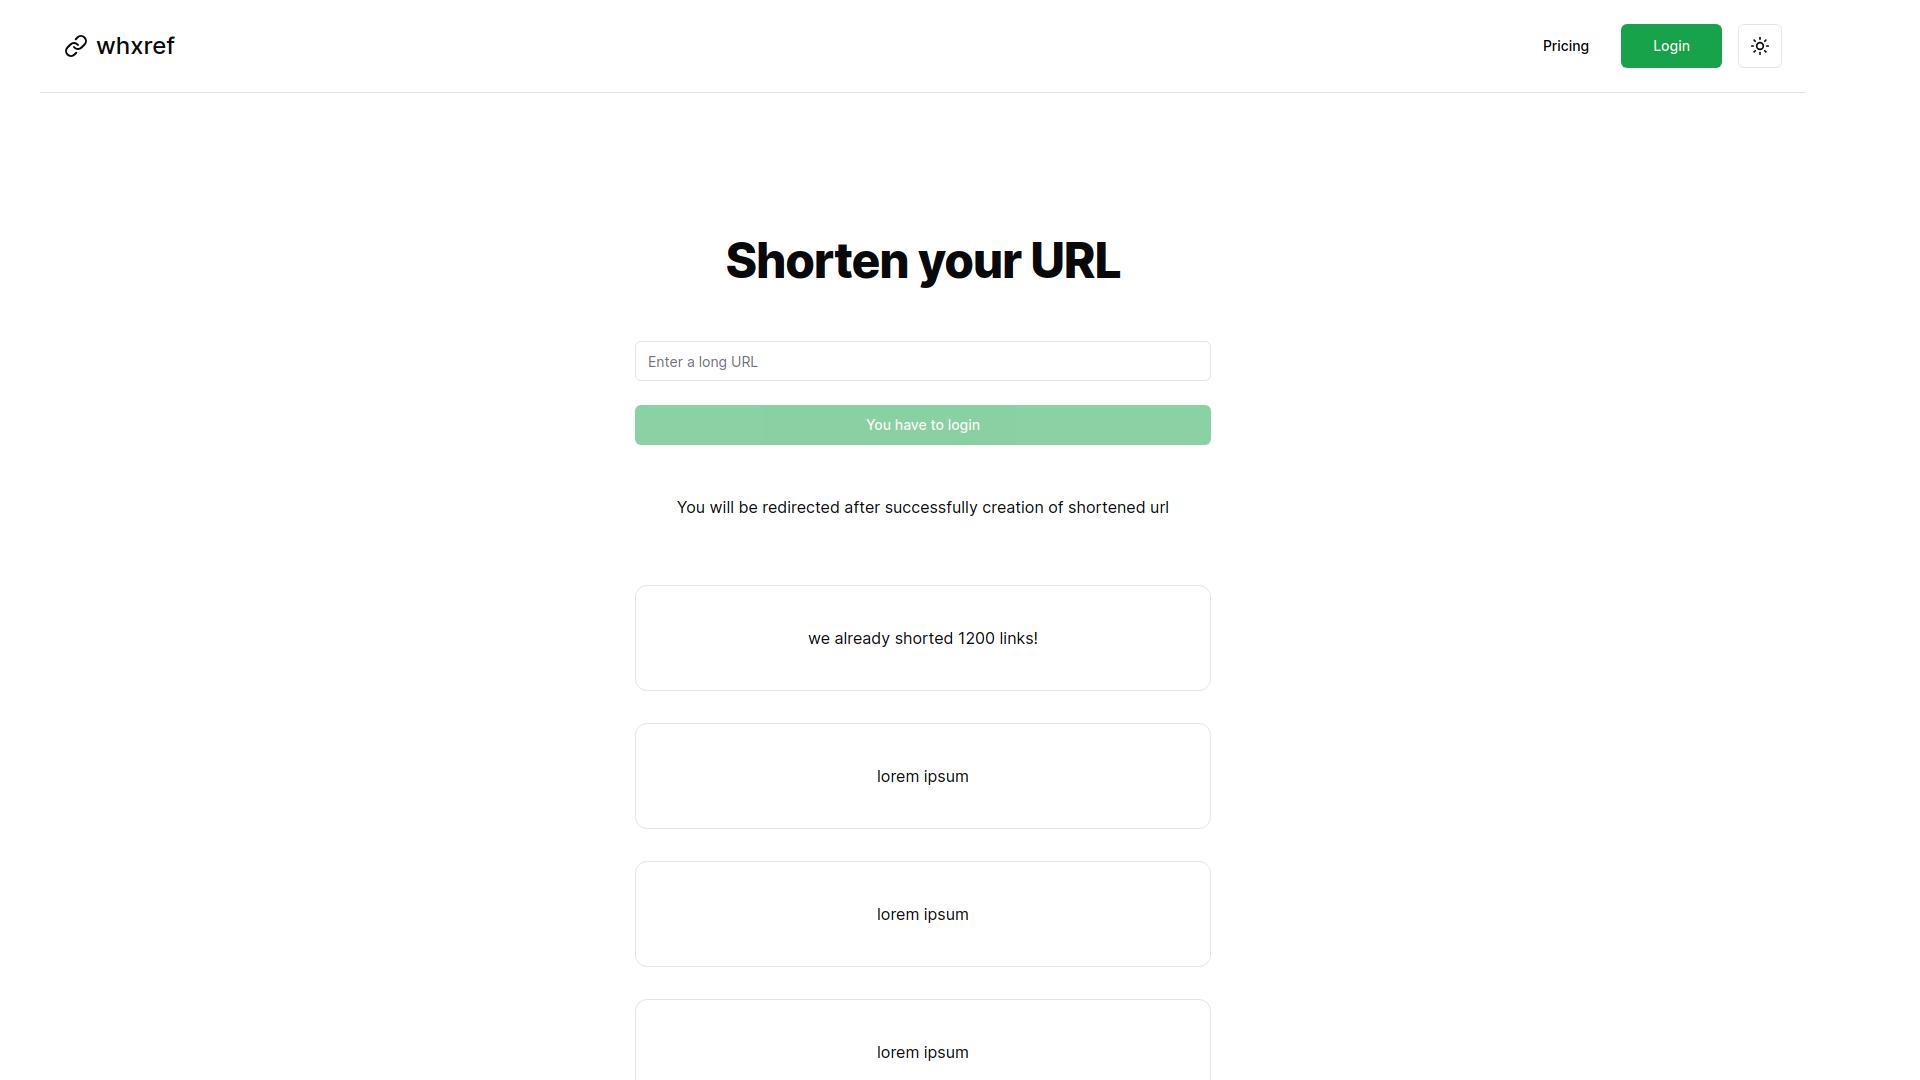 whxref
Pricing
Login
Shorten your URL
Enter a long URL
You have to login
You will be redirected after successfully creation of shortened url
we already shorted 1200 links!
lorem ipsum
lorem ipsum
lorem ipsum